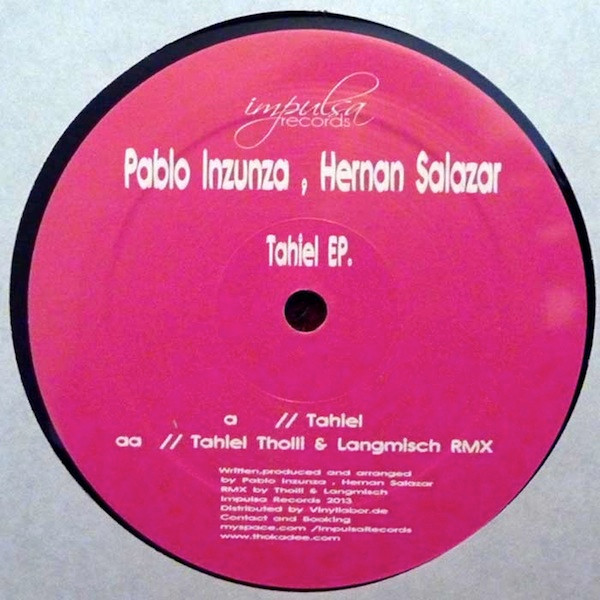 impulsa
records
Pablo Inzunza , Hernan Salazar
Tahiel EP.
a // Tahiel
aa // Tahiel Tholli & Langmisch RMX
Written,produced and arranged
by Pablo Inzunza , Hernan Salazar
RMX by Tholli & Langmisch
Impulsa Records 2013
Distributed by Vinyllabor.de
Contact and Booking
myspace.com /ImpulsaRecords
www.thokadee.com